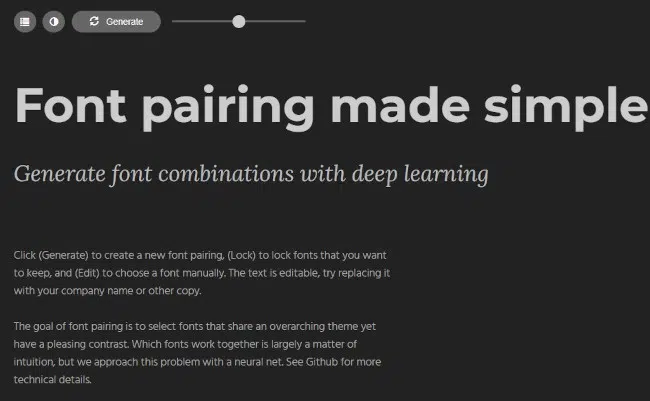 Generate
Font pairing made simple
Generate font combinations with deep learning
Click (Generate) to create a new font pairing, (Lock) to lock fonts that you want
to keep, and (Edit) to choose a font manually. The text is editable, try replacing it
with your company name or other copy.
The goal of font pairing is to select fonts that share an overarching theme yet
have a pleasing contrast. Which fonts work together is largely a matter of
intuition, but we approach this problem with a neural net. See Github for more
technical details.